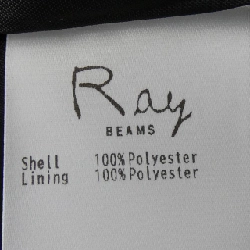 Ray
BEAMS
Shell 100%Polyester
Lining 100%Polyester